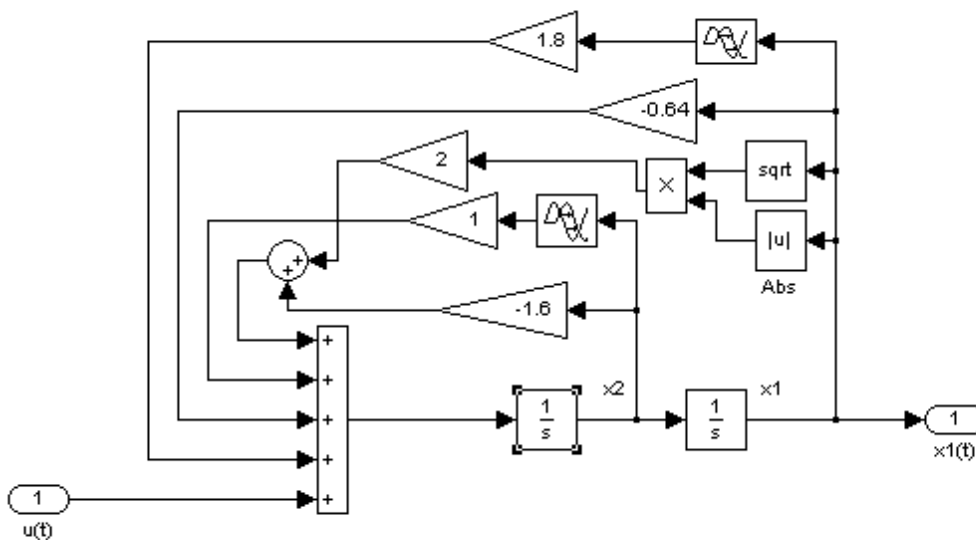 1.8
-0.64
2
×
sqrt
1
|u|
Abs
-1.6
+
+
+
+
+
+
+
x2
x1
1
s
1
s
1
x1(t)
1
u(t)